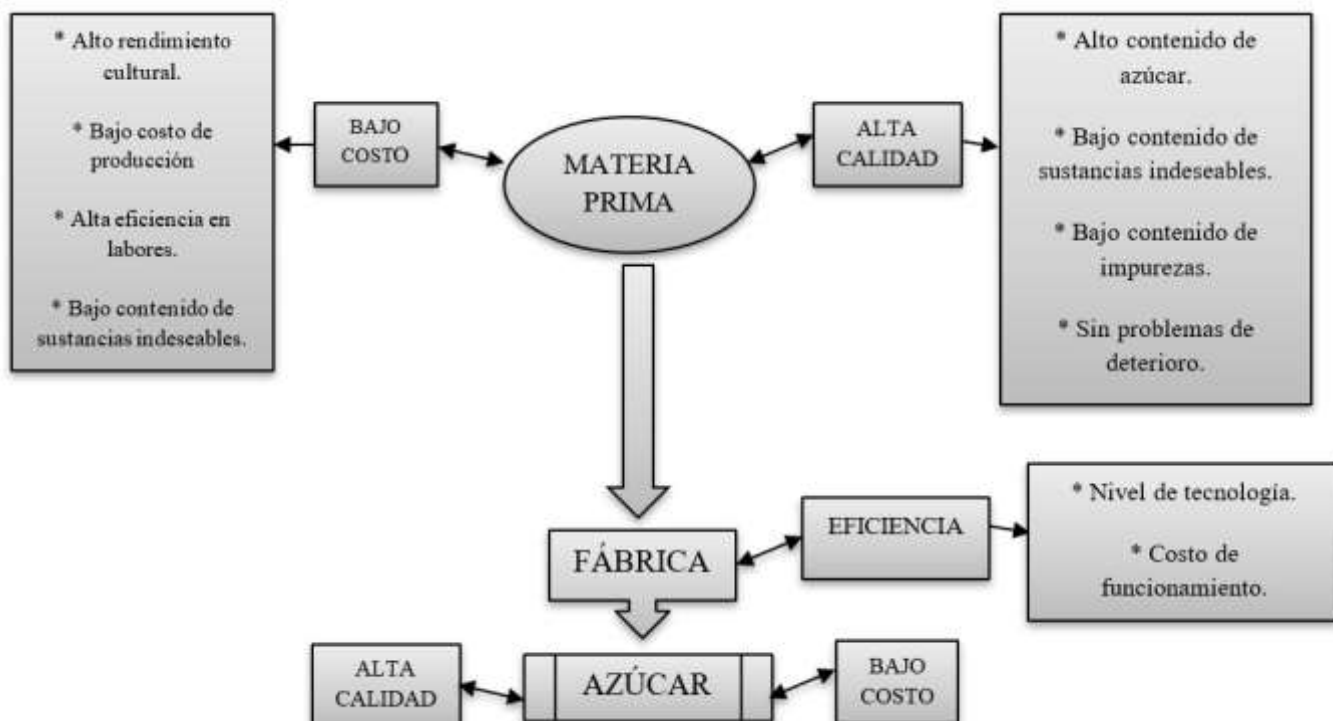 * Alto rendimiento
cultural.
* Bajo costo de
producción
* Alta eficiencia en
labores.
* Bajo contenido de
sustancias indeseables.
BAJO
COSTO
MATERIA
PRIMA
ALTA
CALIDAD
* Alto contenido de
azúcar.
* Bajo contenido de
sustancias indeseables.
* Bajo contenido de
impurezas.
* Sin problemas de
deterioro.
FÁBRICA
EFICIENCIA
* Nivel de tecnología.
* Costo de
funcionamiento.
ALTA
CALIDAD
AZÚCAR
BAJO
COSTO